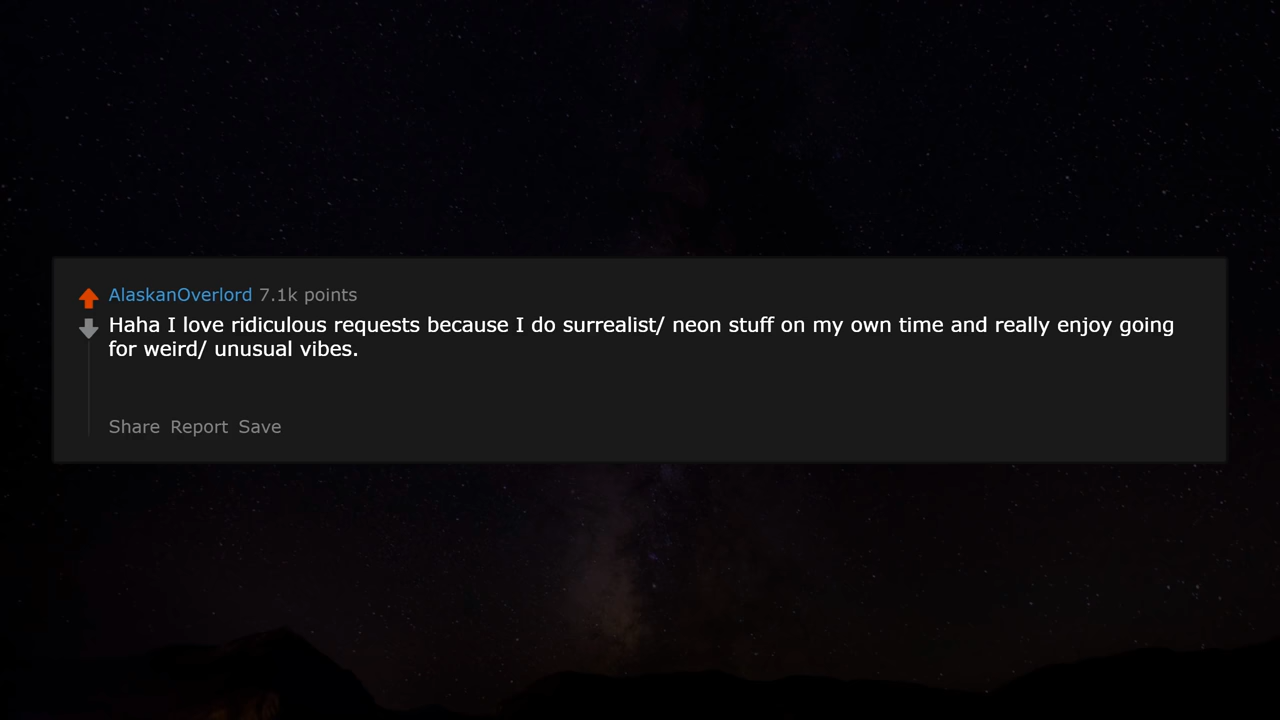 AlaskanOverlord 7.1k points
Haha I love ridiculous requests because I do surrealist/ neon stuff on my own time and really enjoy going
for weird/ unusual vibes.
Share Report Save